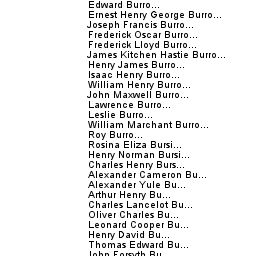 Edward Burro...
Ernest Henry George Burro...
Joseph Francis Burro...
Frederick Oscar Burro...
Frederick Lloyd Burro...
James Kitchen Hastie Burro...
Henry James Burro...
Isaac Henry Burro...
William Henry Burro...
John Maxwell Burro...
Lawrence Burro...
Leslie Burro...
William Marchant Burro...
Roy Burro...
Rosina Eliza Bursi...
Henry Norman Bursi...
Charles Henry Burs...
Alexander Cameron Bu...
Alexander Yule Bu...
Arthur Henry Bu...
Charles Lancelot Bu...
Oliver Charles Bu...
Leonard Cooper Bu...
Henry David Bu...
Thomas Edward Bu...
John Forsyth Bu...